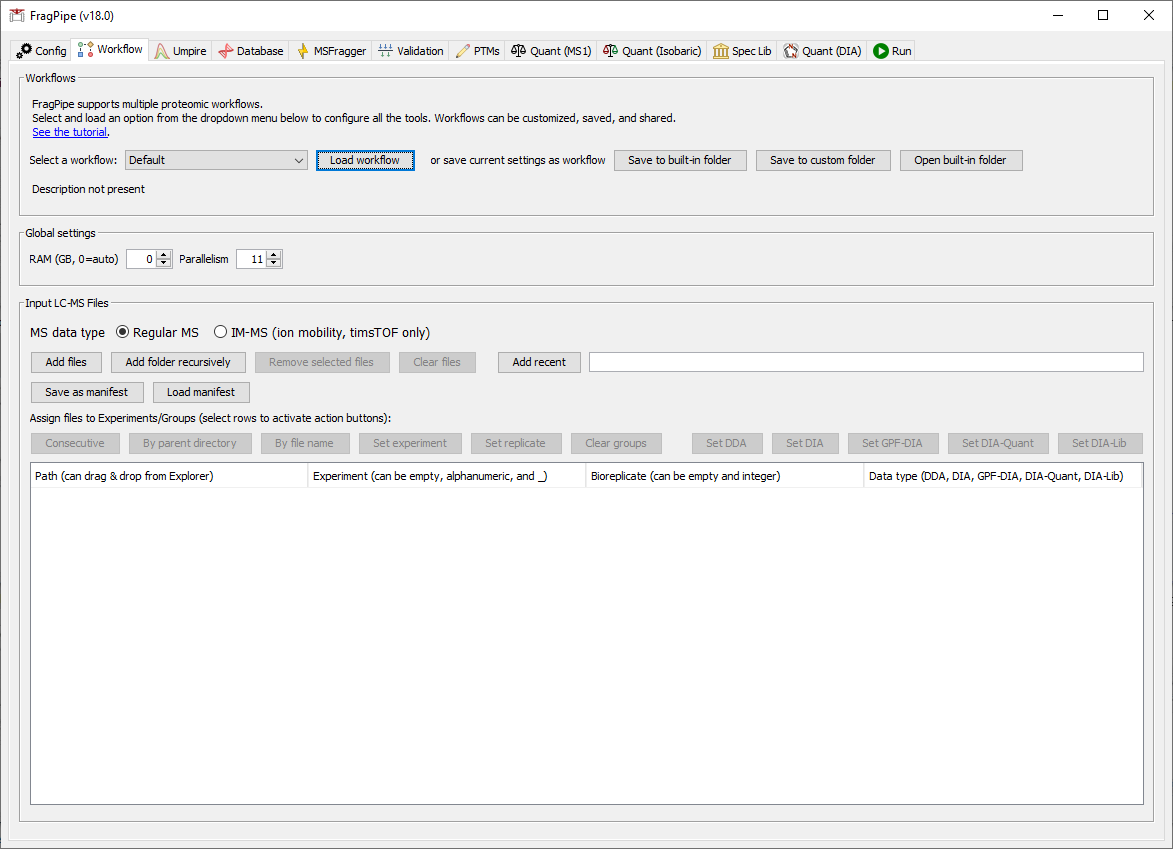 FragPipe (v18.0)
Config Workflow Umpire Database MSFragger Validation PTMs Quant (MS1) Quant (Isobaric) Spec Lib Quant (DIA) Run
Workflows
FragPipe supports multiple proteomic workflows.
Select and load an option from the dropdown menu below to configure all the tools. Workflows can be customized, saved, and shared.
See the tutorial.
Select a workflow: Default Load workflow or save current settings as workflow Save to built-in folder Save to custom folder Open built-in folder
Description not present
Global settings
RAM (GB, 0=auto) 0 Parallelism 11
Input LC-MS Files
MS data type Regular MS IM-MS (ion mobility, timsTOF only)
Add files Add folder recursively Remove selected files Clear files Add recent
Save as manifest Load manifest
Assign files to Experiments/Groups (select rows to activate action buttons):
Consecutive By parent directory By file name Set experiment Set replicate Clear groups Set DDA Set DIA Set GPF-DIA Set DIA-Quant Set DIA-Lib
Path (can drag & drop from Explorer) Experiment (can be empty, alphanumeric, and _) Bioreplicate (can be empty and integer) Data type (DDA, DIA, GPF-DIA, DIA-Quant, DIA-Lib)